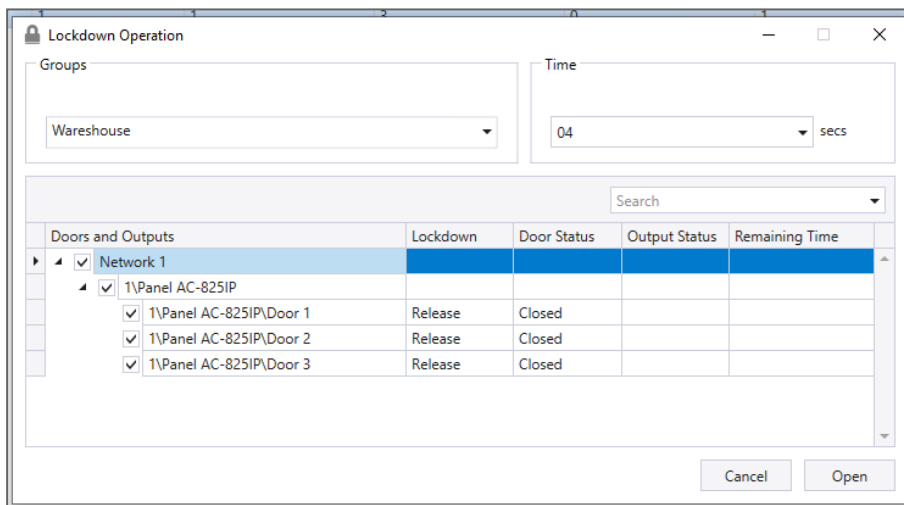 Lockdown Operation
Groups
Time
Wareshouse
04
secs
Search
Doors and Outputs Lockdown Door Status Output Status Remaining Time
Network 1
1\Panel AC-825IP
1\Panel AC-825IP\Door 1 Release Closed
1\Panel AC-825IP\Door 2 Release Closed
1\Panel AC-825IP\Door 3 Release Closed
Cancel Open